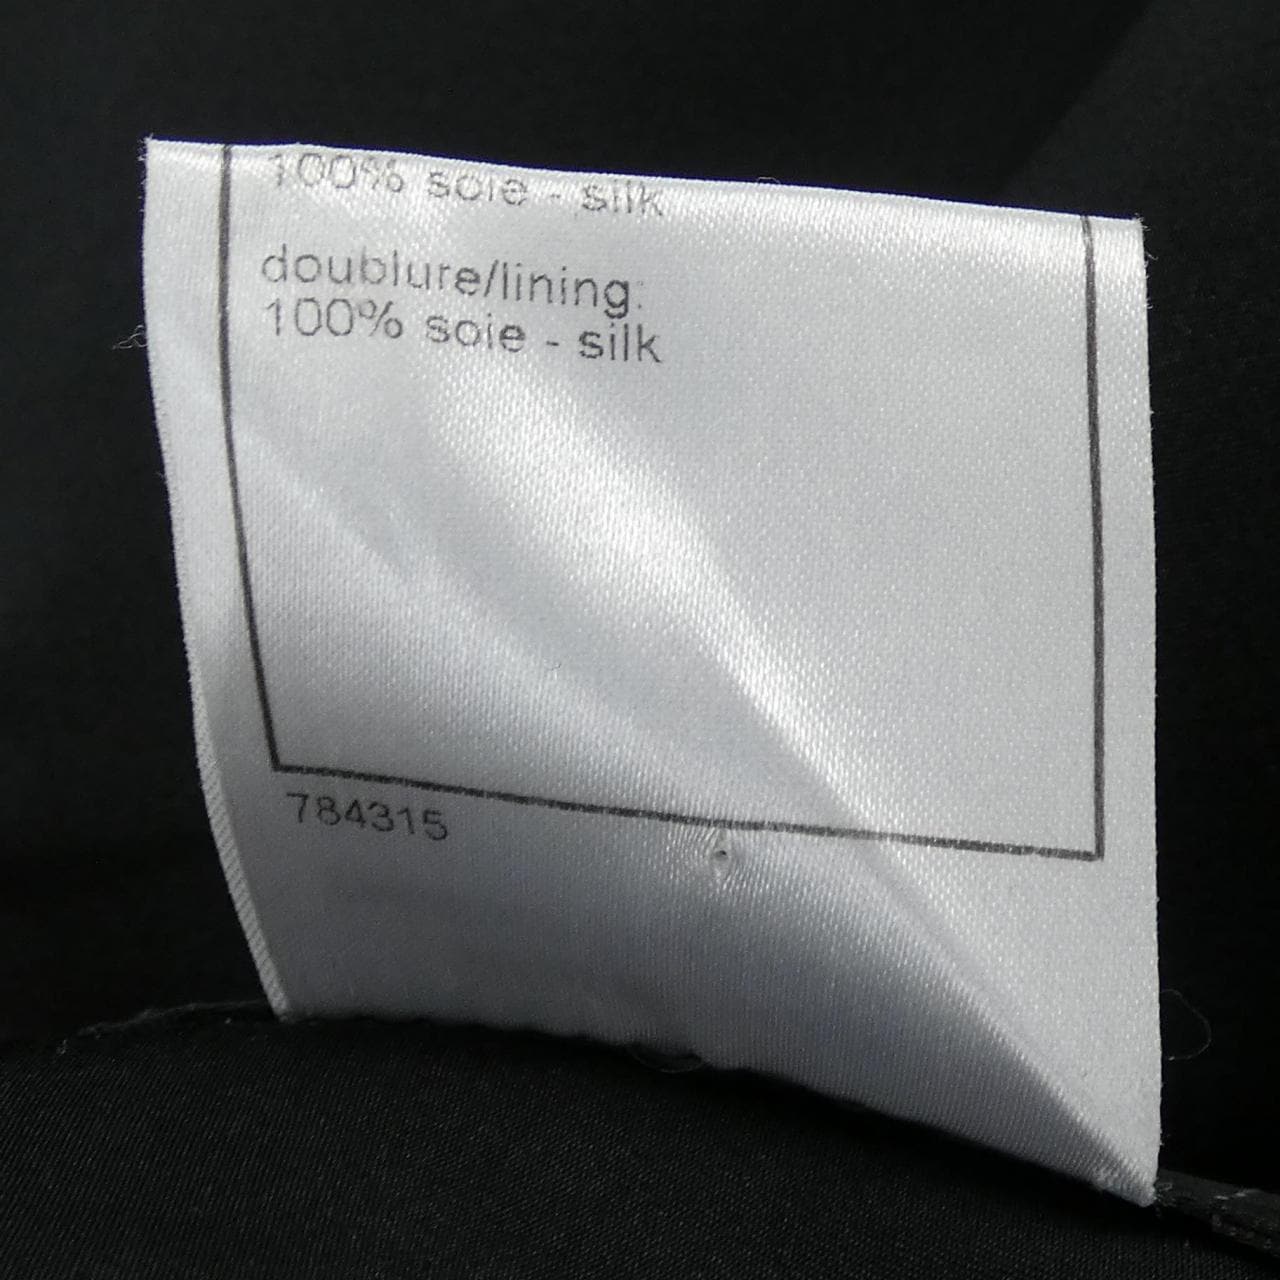 100% soie - silk
doublure/lining:
100% soie - silk
784315